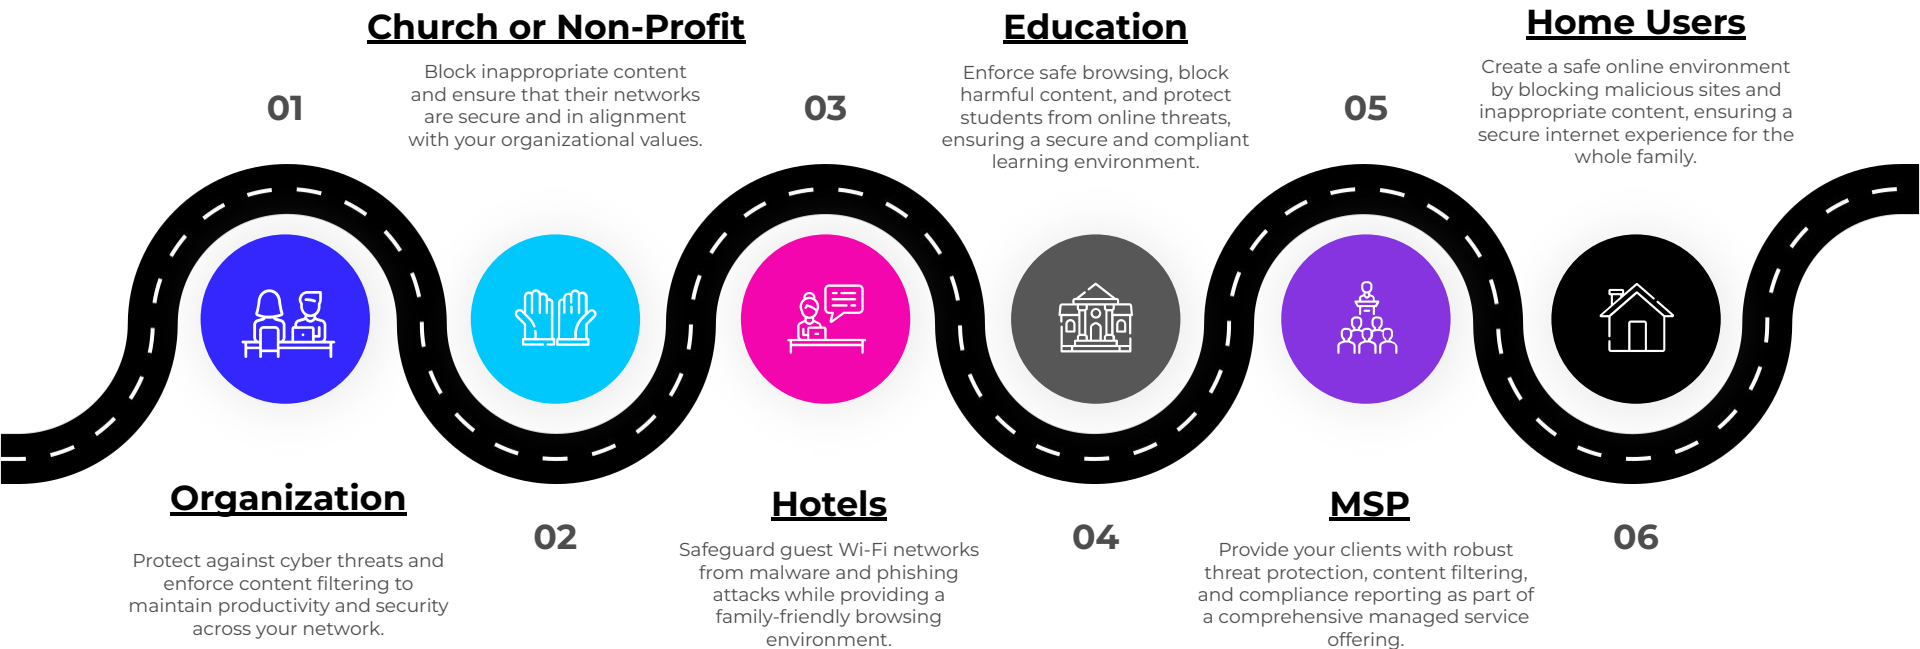 01
Organization
Protect against cyber threats and
enforce content filtering to
maintain productivity and security
across your network.
Church or Non-Profit
Block inappropriate content
and ensure that their networks
are secure and in alignment
with your organizational values.
02
03
Hotels
Safeguard guest Wi-Fi networks
from malware and phishing
attacks while providing a
family-friendly browsing
environment.
Education
Enforce safe browsing, block
harmful content, and protect
students from online threats,
ensuring a secure and compliant
learning environment.
04
05
MSP
Provide your clients with robust
threat protection, content filtering,
and compliance reporting as part of
a comprehensive managed service
offering.
Home Users
Create a safe online environment
by blocking malicious sites and
inappropriate content, ensuring a
secure internet experience for the
whole family.
06